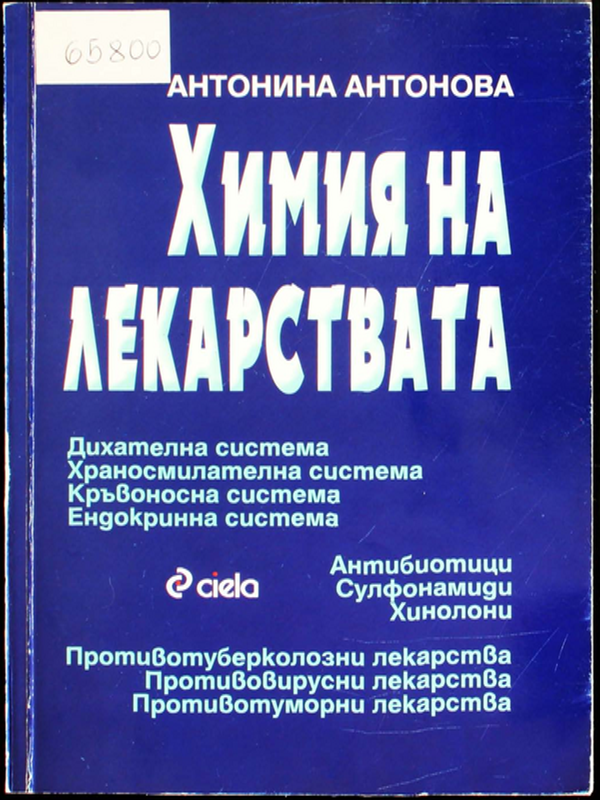 65800
АНТОНИНА АНТОНОВА
ХИМИЯ НА
ЛЕКАРСТВАТА
Дихателна система
Храносмилателна система
Кръвоносна система
Ендокринна система
Антибиотици
ciela Сулфонамиди
Хинолони
Противотуберколозни лекарства
Противовирусни лекарства
Противотуморни лекарства